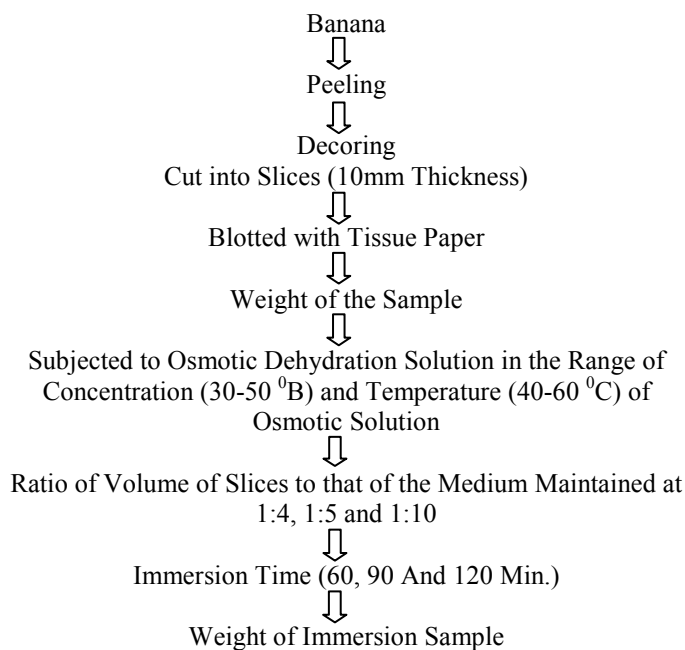 Banana
Peeling
Decoring
Cut into Slices (10mm Thickness)
Blotted with Tissue Paper
Weight of the Sample
Subjected to Osmotic Dehydration Solution in the Range of
Concentration (30-50 ⁰B) and Temperature (40-60 ⁰C) of
Osmotic Solution
Ratio of Volume of Slices to that of the Medium Maintained at
1:4, 1:5 and 1:10
Immersion Time (60, 90 And 120 Min.)
Weight of Immersion Sample